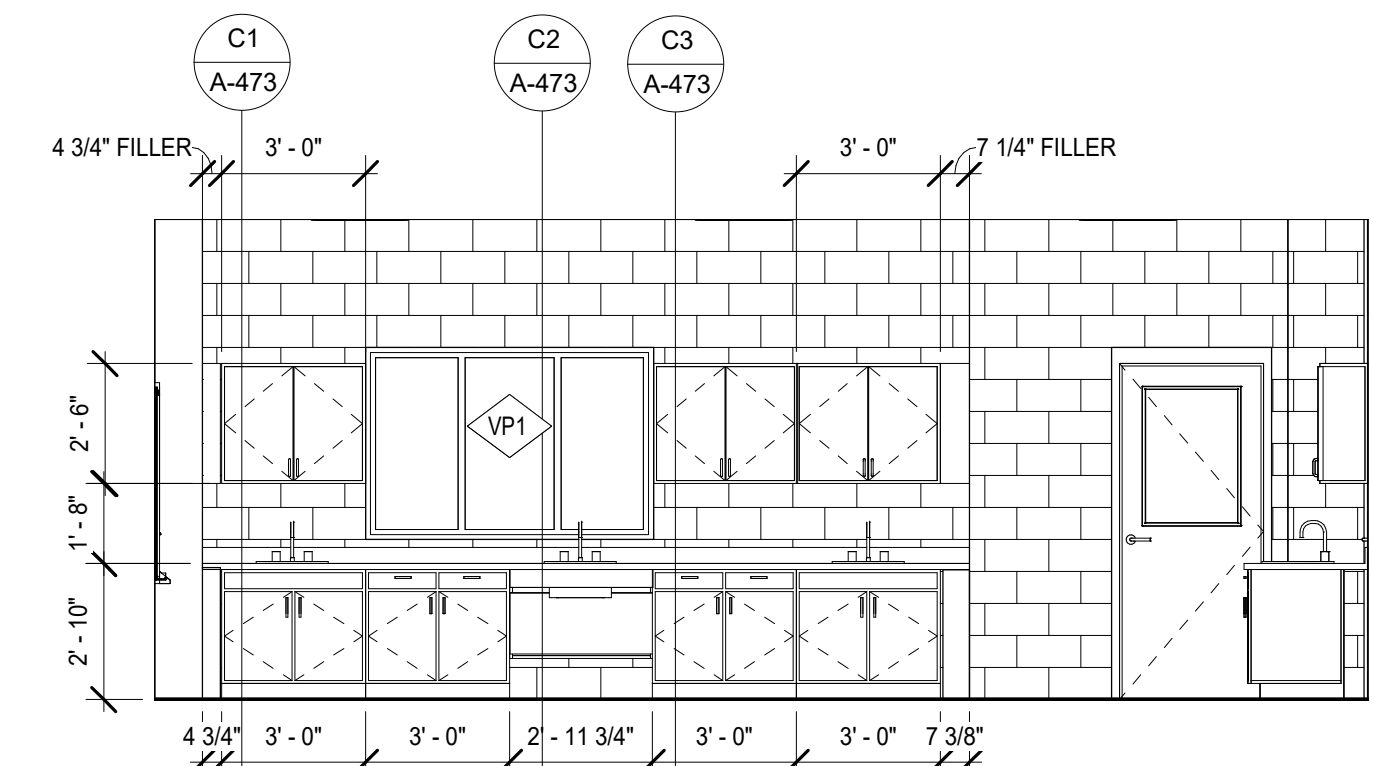 C1
A-473
C2
A-473
C3
A-473
4 3/4" FILLER
3' - 0"
3' - 0"
7 1/4" FILLER
2' - 6"
VP1
1' - 8"
2' - 10"
4 3/4"
3' - 0"
3' - 0"
2' - 11 3/4"
3' - 0"
3' - 0"
7 3/8"